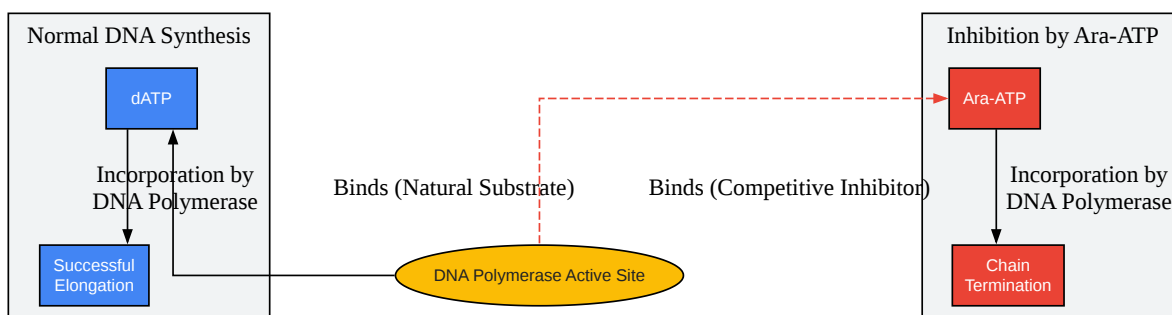 Normal DNA Synthesis
dATP
Incorporation by
DNA Polymerase
Successful
Elongation
Binds (Natural Substrate)
DNA Polymerase Active Site
Binds (Competitive Inhibitor)
Inhibition by Ara-ATP
Ara-ATP
Incorporation by
DNA Polymerase
Chain
Termination